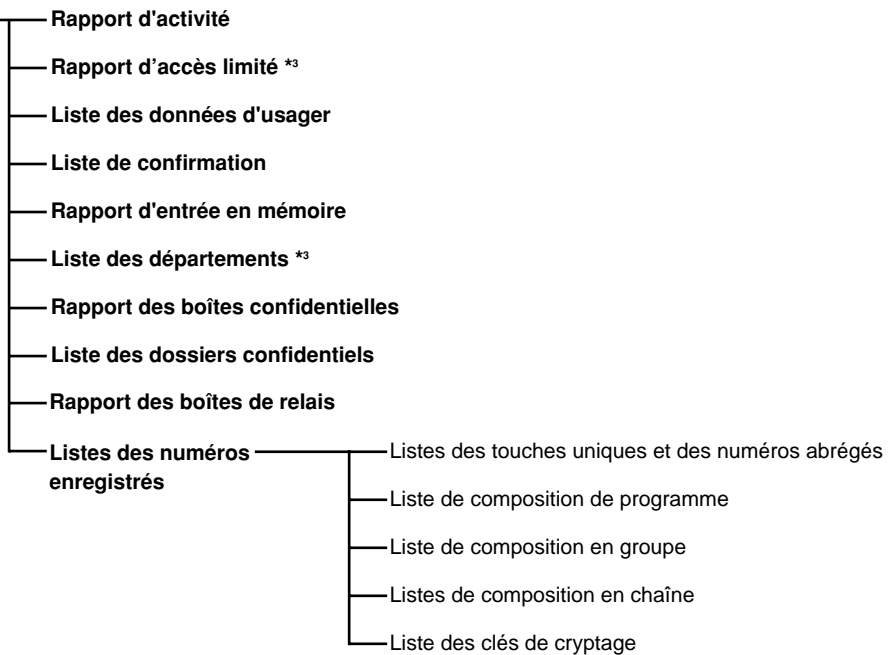 Rapport d'activité
Rapport d’accès limité *³
Liste des données d'usager
Liste de confirmation
Rapport d'entrée en mémoire
Liste des départements *³
Rapport des boîtes confidentielles
Liste des dossiers confidentiels
Rapport des boîtes de relais
Listes des numéros
enregistrés
Listes des touches uniques et des numéros abrégés
Liste de composition de programme
Liste de composition en groupe
Listes de composition en chaîne
Liste des clés de cryptage